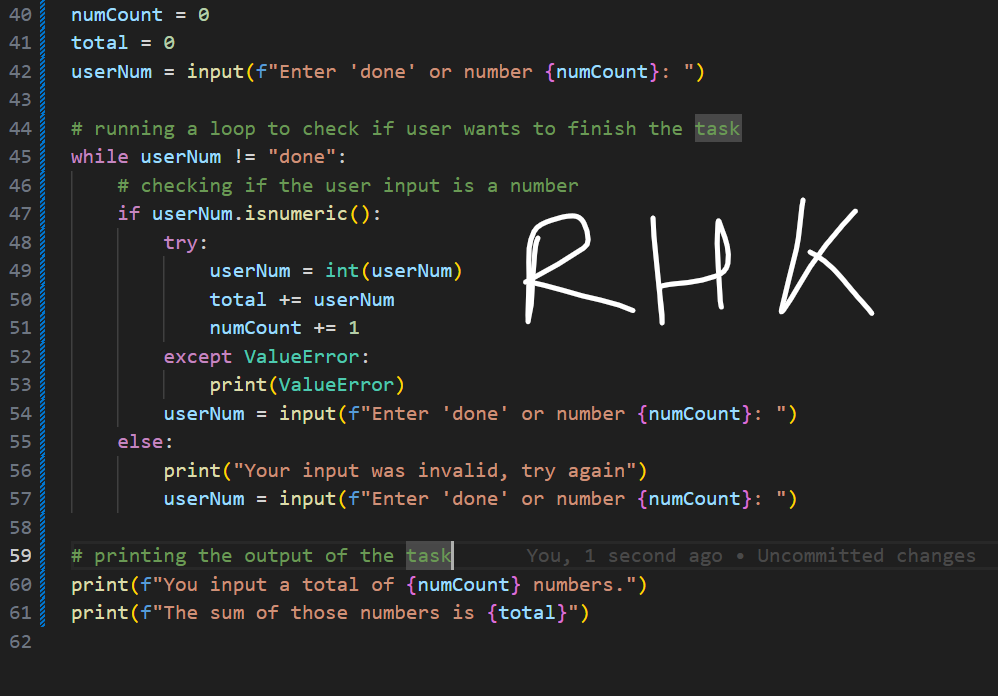 40 numCount = 0
41 total = 0
42 userNum = input(f"Enter 'done' or number {numCount}: ")
43
44 # running a loop to check if user wants to finish the task
45 while userNum != "done":
46     # checking if the user input is a number
47     if userNum.isnumeric():
48         try:
49             userNum = int(userNum)
50             total += userNum
51             numCount += 1
52         except ValueError:
53             print(ValueError)
54         userNum = input(f"Enter 'done' or number {numCount}: ")
55     else:
56         print("Your input was invalid, try again")
57         userNum = input(f"Enter 'done' or number {numCount}: ")
58
59 # printing the output of the task You, 1 second ago • Uncommitted changes
60 print(f"You input a total of {numCount} numbers.")
61 print(f"The sum of those numbers is {total}")
62
RHK